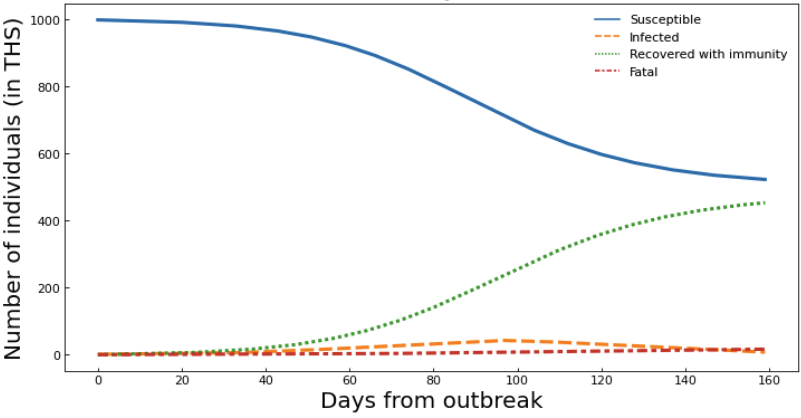 Number of individuals (in THS)
1000
800
600
400
200
0
Susceptible
Infected
Recovered with immunity
Fatal
0 20 40 60 80 100 120 140 160
Days from outbreak